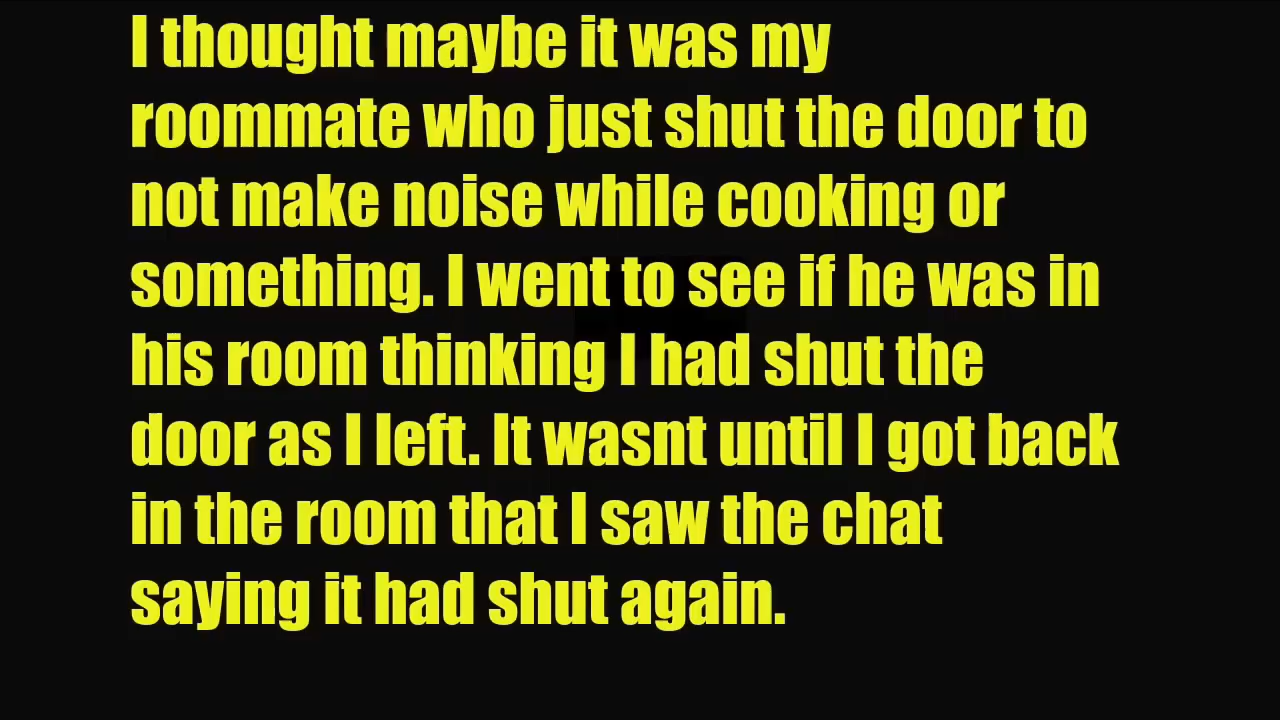 I thought maybe it was my
roommate who just shut the door to
not make noise while cooking or
something. I went to see if he was in
his room thinking I had shut the
door as I left. It wasnt until I got back
in the room that I saw the chat
saying it had shut again.